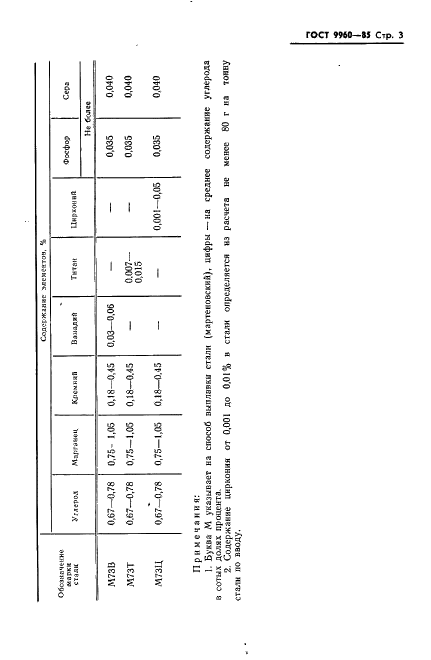 ГОСТ 9960—85 Стр. 3
Обозначение марки стали
Содержание элементов, %
Углерод Марганец Кремний Ванадий Титан Цирконий Фосфор Сера
Не более
М73В 0,67—0,78 0,75—1,05 0,18—0,45 0,03—0,06 — — 0,035 0,040
М73Т 0,67—0,78 0,75—1,05 0,18—0,45 — 0,007—0,015 — 0,035 0,040
М73Ц 0,67—0,78 0,75—1,05 0,18—0,45 — — 0,001—0,05 0,035 0,040
Примечания:
1. Буква М указывает на способ выплавки стали (мартеновский), цифры — на среднее содержание углерода
в сотых долях процента.
2. Содержание циркония от 0,001 до 0,01% в стали определяется из расчета не менее 80 г на тонну
стали по вводу.